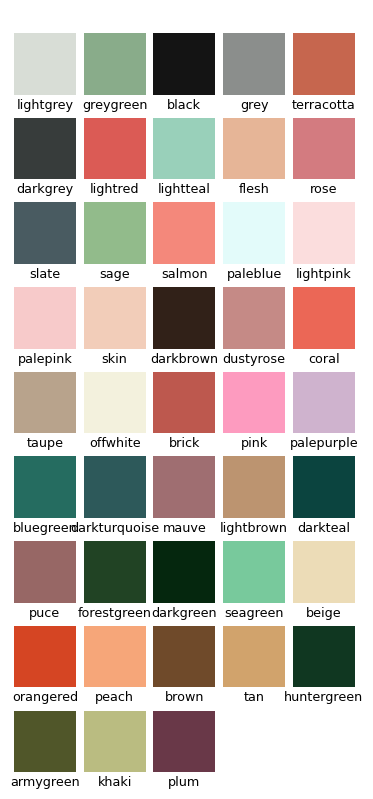 lightgrey greygreen black grey terracotta
darkgrey lightred lightteal flesh rose
slate sage salmon paleblue lightpink
palepink skin darkbrown dustyrose coral
taupe offwhite brick pink palepurple
bluegreen darkturquoise mauve lightbrown darkteal
puce forestgreen darkgreen seagreen beige
orangered peach brown tan huntergreen
armygreen khaki plum